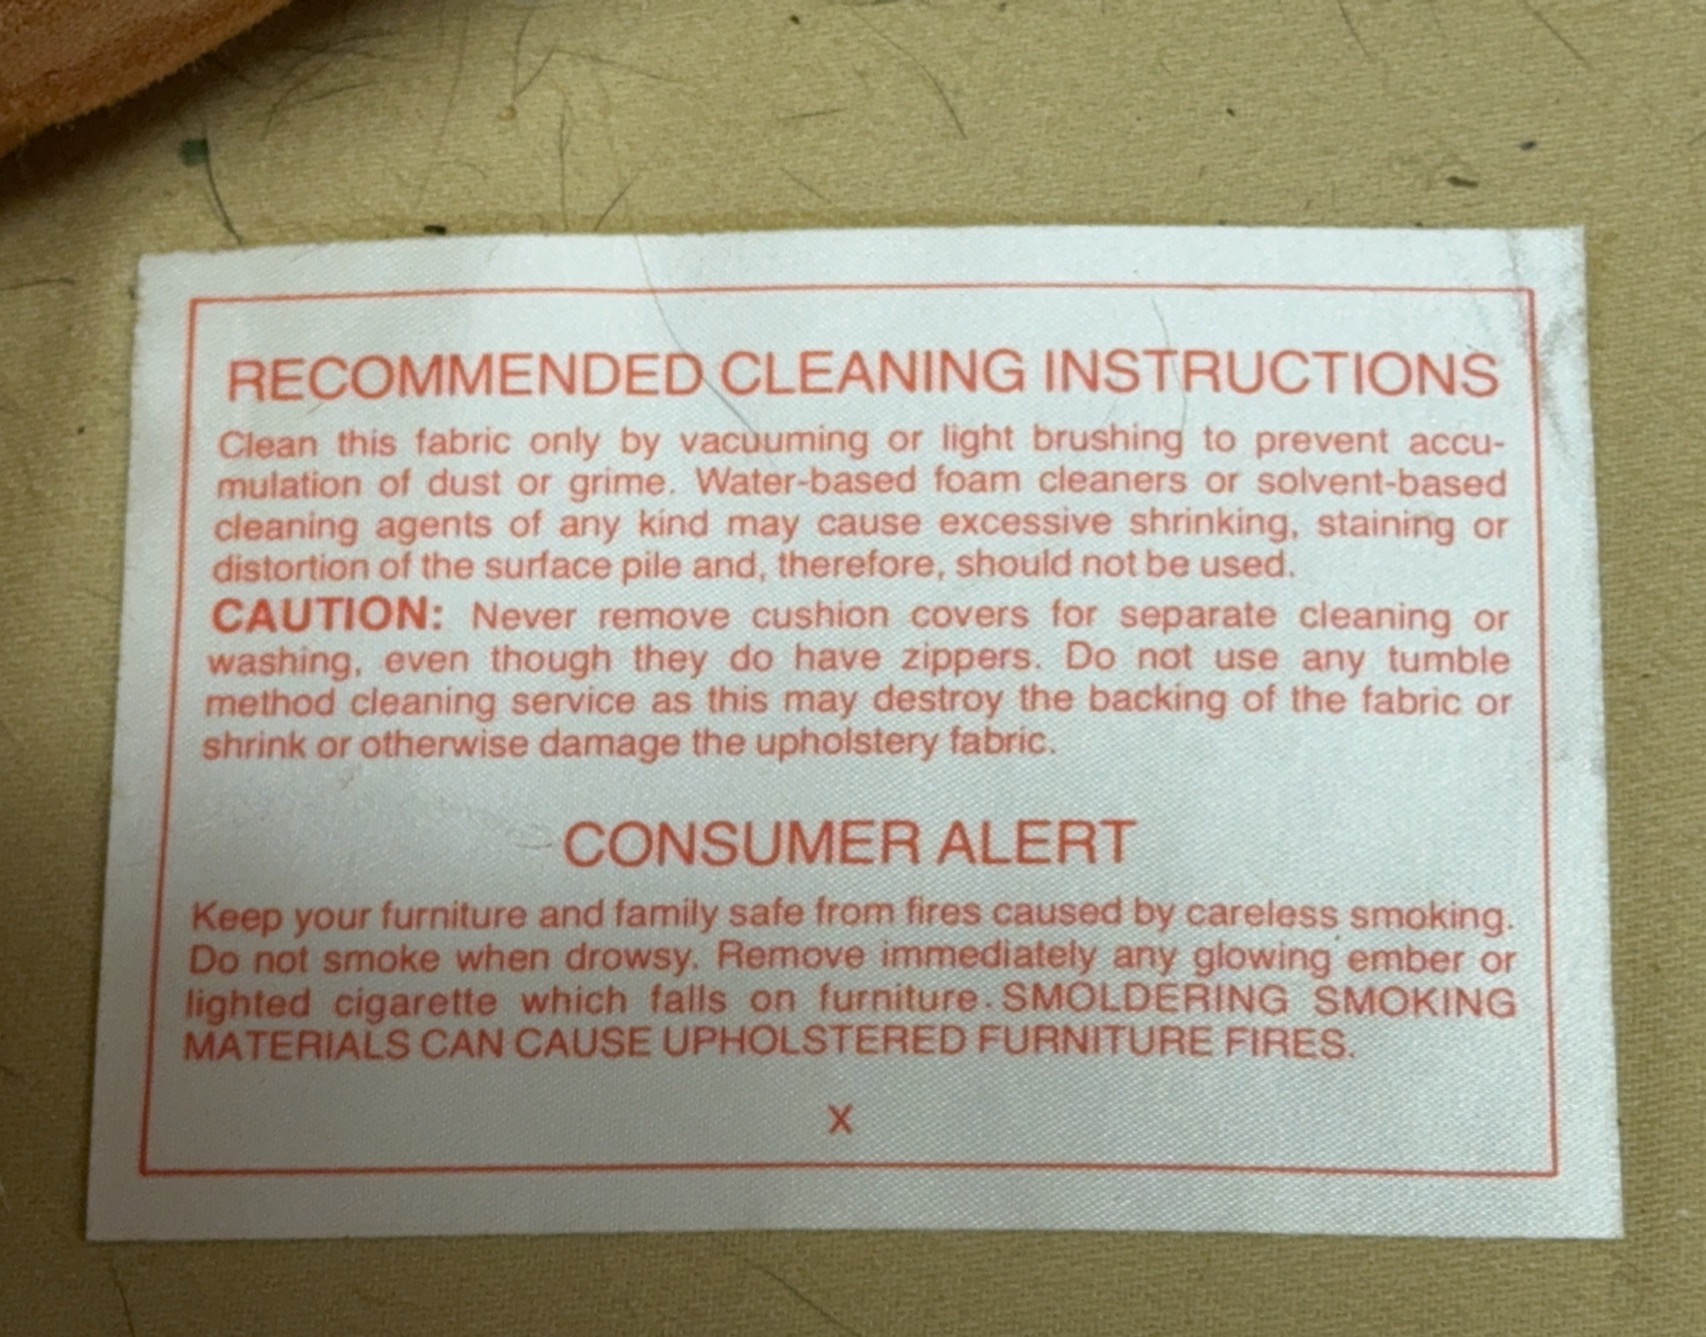 RECOMMENDED CLEANING INSTRUCTIONS
Clean this fabric only by vacuuming or light brushing to prevent accu-
mulation of dust or grime. Water-based foam cleaners or solvent-based
cleaning agents of any kind may cause excessive shrinking, staining or
distortion of the surface pile and, therefore, should not be used.
CAUTION: Never remove cushion covers for separate cleaning or
washing, even though they do have zippers. Do not use any tumble
method cleaning service as this may destroy the backing of the fabric or
shrink or otherwise damage the upholstery fabric.
CONSUMER ALERT
Keep your furniture and family safe from fires caused by careless smoking.
Do not smoke when drowsy. Remove immediately any glowing ember or
lighted cigarette which falls on furniture. SMOLDERING SMOKING
MATERIALS CAN CAUSE UPHOLSTERED FURNITURE FIRES.
X